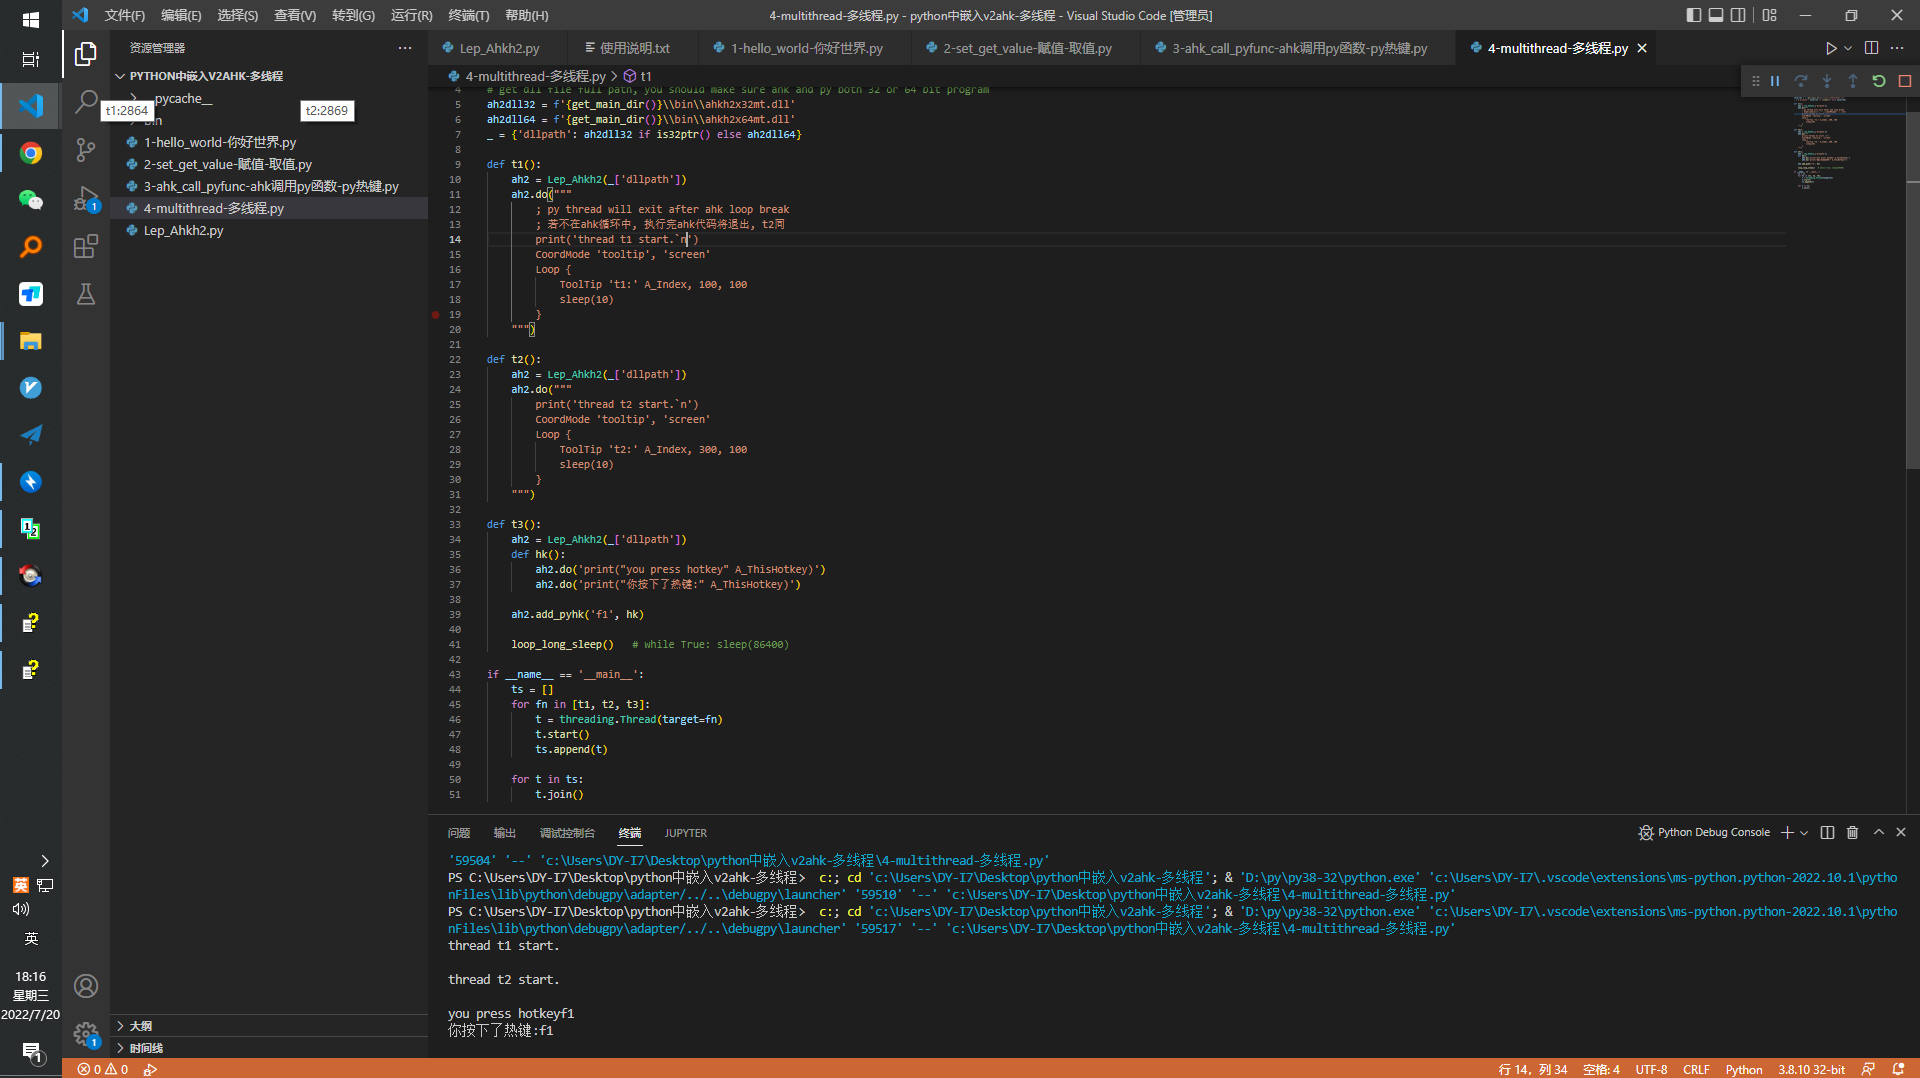 文件(F) 编辑(E) 选择(S) 查看(V) 转到(G) 运行(R) 终端(T) 帮助(H)
4-multithread-多线程.py - python中嵌入v2ahk-多线程 - Visual Studio Code [管理员]
资源管理器
Lep_Ahkh2.py 使用说明.txt 1-hello_world-你好世界.py 2-set_get_value-赋值-取值.py 3-ahk_call_pyfunc-ahk调用py函数-py热键.py 4-multithread-多线程.py
PYTHON中嵌入V2AHK-多线程
__pycache__
bin
1-hello_world-你好世界.py
2-set_get_value-赋值-取值.py
3-ahk_call_pyfunc-ahk调用py函数-py热键.py
4-multithread-多线程.py
Lep_Ahkh2.py
t1:2864
t2:2869
4-multithread-多线程.py > t1
4 # get dll file full path, you should make sure ahk and py both 32 or 64 bit program
5 ah2dll32 = f'{get_main_dir()}\\bin\\ahkh2x32mt.dll'
6 ah2dll64 = f'{get_main_dir()}\\bin\\ahkh2x64mt.dll'
7 _ = {'dllpath': ah2dll32 if is32ptr() else ah2dll64}
8
9 def t1():
10 ah2 = Lep_Ahkh2(_['dllpath'])
11 ah2.do("""
12 ; py thread will exit after ahk loop break
13 ; 若不在ahk循环中, 执行完ahk代码将退出, t2同
14 print('thread t1 start.`n')
15 CoordMode 'tooltip', 'screen'
16 Loop {
17 ToolTip 't1:' A_Index, 100, 100
18 sleep(10)
19 }
20 """)
21
22 def t2():
23 ah2 = Lep_Ahkh2(_['dllpath'])
24 ah2.do("""
25 print('thread t2 start.`n')
26 CoordMode 'tooltip', 'screen'
27 Loop {
28 ToolTip 't2:' A_Index, 300, 100
29 sleep(10)
30 }
31 """)
32
33 def t3():
34 ah2 = Lep_Ahkh2(_['dllpath'])
35 def hk():
36 ah2.do('print("you press hotkey" A_ThisHotkey)')
37 ah2.do('print("你按下了热键:" A_ThisHotkey)')
38
39 ah2.add_pyhk('f1', hk)
40
41 loop_long_sleep() # while True: sleep(86400)
42
43 if __name__ == '__main__':
44 ts = []
45 for fn in [t1, t2, t3]:
46 t = threading.Thread(target=fn)
47 t.start()
48 ts.append(t)
49
50 for t in ts:
51 t.join()
问题 输出 调试控制台 终端 JUPYTER
Python Debug Console
'59504' '--' 'c:\Users\DY-I7\Desktop\python中嵌入v2ahk-多线程\4-multithread-多线程.py'
PS C:\Users\DY-I7\Desktop\python中嵌入v2ahk-多线程> c:; cd 'c:\Users\DY-I7\Desktop\python中嵌入v2ahk-多线程'; & 'D:\py\py38-32\python.exe' 'c:\Users\DY-I7\.vscode\extensions\ms-python.python-2022.10.1\pytho
nFiles\lib\python\debugpy\adapter/../..\debugpy\launcher' '59510' '--' 'c:\Users\DY-I7\Desktop\python中嵌入v2ahk-多线程\4-multithread-多线程.py'
PS C:\Users\DY-I7\Desktop\python中嵌入v2ahk-多线程> c:; cd 'c:\Users\DY-I7\Desktop\python中嵌入v2ahk-多线程'; & 'D:\py\py38-32\python.exe' 'c:\Users\DY-I7\.vscode\extensions\ms-python.python-2022.10.1\pytho
nFiles\lib\python\debugpy\adapter/../..\debugpy\launcher' '59517' '--' 'c:\Users\DY-I7\Desktop\python中嵌入v2ahk-多线程\4-multithread-多线程.py'
thread t1 start.
thread t2 start.
you press hotkeyf1
你按下了热键:f1
大纲
时间线
英
英
18:16
星期三
2022/7/20
1
1
1
0 0
行 14，列 34 空格: 4 UTF-8 CRLF Python 3.8.10 32-bit